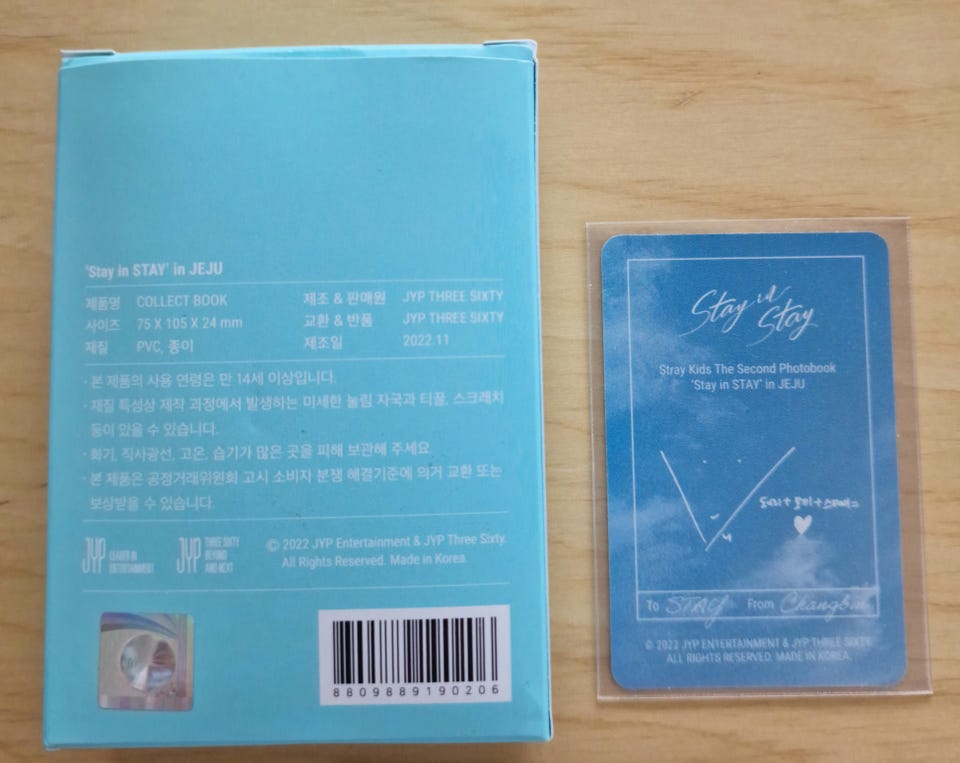 'Stay in STAY' in JEJU
제품명 COLLECT BOOK 제조 & 판매원 JYP THREE SIXTY
사이즈 75 X 105 X 24 mm 교환 & 반품 JYP THREE SIXTY
재질 PVC, 종이 제조일 2022.11
· 본 제품의 사용 연령은 만 14세 이상입니다.
· 재질 특성상 제작 과정에서 발생하는 미세한 눌림 자국과 티끌, 스크래치
등이 있을 수 있습니다.
· 화기, 직사광선, 고온, 습기가 많은 곳을 피해 보관해 주세요.
· 본 제품은 공정거래위원회 고시 소비자 분쟁 해결기준에 의거 교환 또는
보상받을 수 있습니다.
JYP LEADER IN ENTERTAINMENT
JYP THREE SIXTY BEYOND AND NEXT
© 2022 JYP Entertainment & JYP Three Sixty.
All Rights Reserved. Made in Korea.
8809889190206
Stay in
Stay
Stray Kids The Second Photobook
'Stay in STAY' in JEJU
To STAY From Changbin
© 2022 JYP ENTERTAINMENT & JYP THREE SIXTY.
ALL RIGHTS RESERVED. MADE IN KOREA.